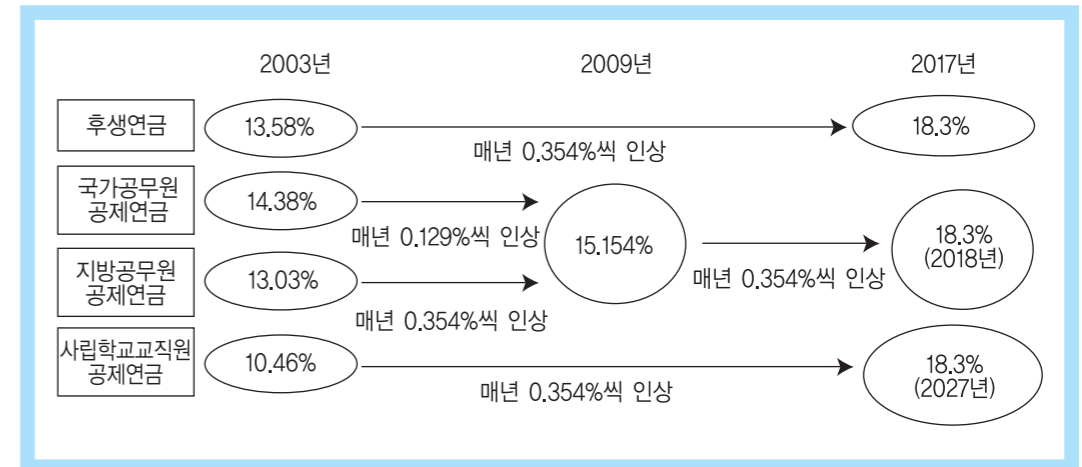 2003년 2009년 2017년
후생연금 13.58% 18.3%
매년 0.354%씩 인상
국가공무원
공제연금
14.38%
매년 0.129%씩 인상
15.154%
18.3%
(2018년)
매년 0.354%씩 인상
지방공무원
공제연금
13.03%
매년 0.354%씩 인상
사립학교교직원
공제연금
10.46%
18.3%
(2027년)
매년 0.354%씩 인상